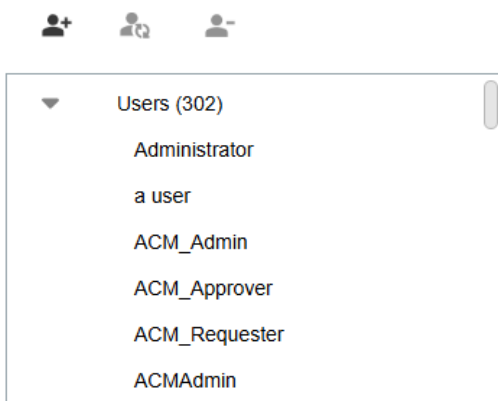 Users (302)
Administrator
a user
ACM_Admin
ACM_Approver
ACM_Requester
ACMAdmin